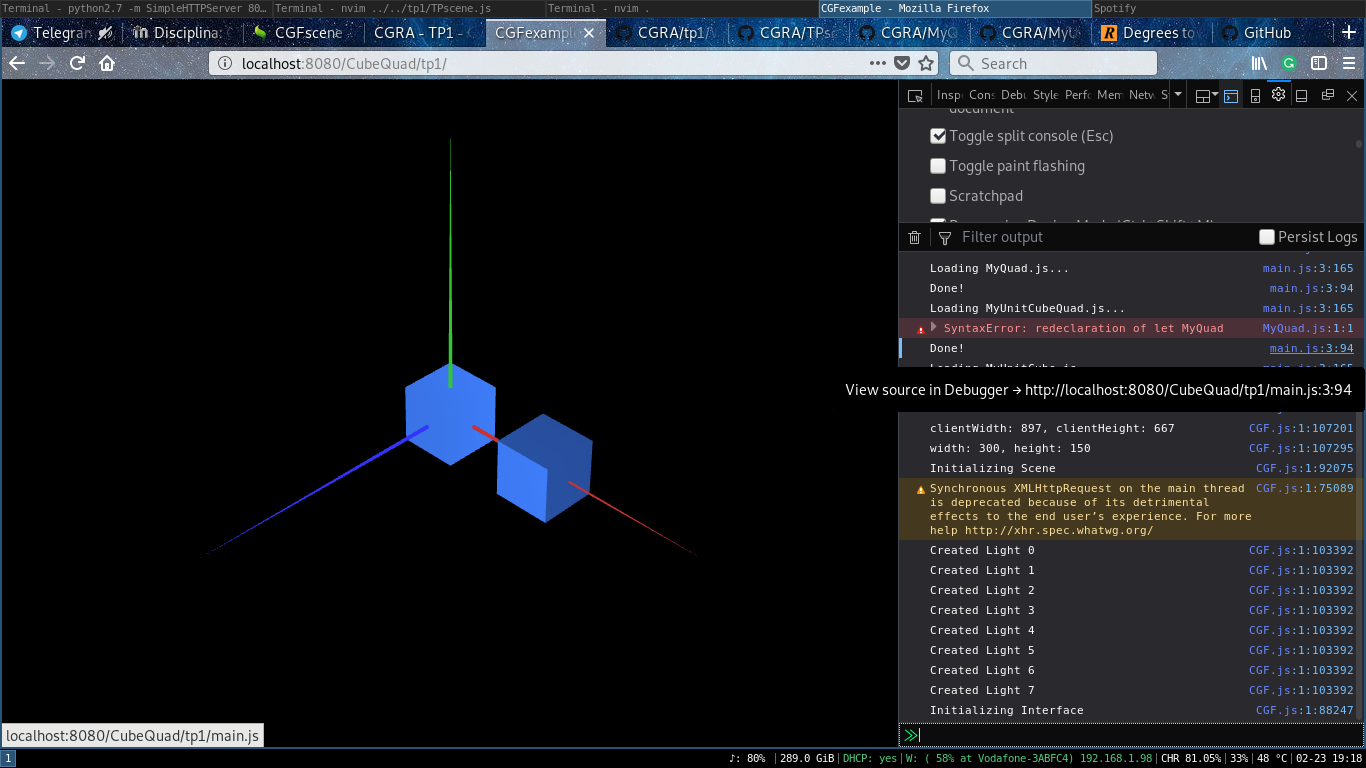 Terminal - python2.7 -m SimpleHTTPServer 80… Terminal - nvim ../../tp1/TPscene.js Terminal - nvim . CGFexample - Mozilla Firefox Spotify
Telegran Disciplina: CGFscene CGRA - TP1 - CGFexamp CGRA/tp1/ CGRA/TPs CGRA/MyQ CGRA/MyU Degrees to GitHub
localhost:8080/CubeQuad/tp1/ Search
Insp Cons Debu Style Perfo Mem Netw S
document
Toggle split console (Esc)
Toggle paint flashing
Scratchpad
Filter output Persist Logs
Loading MyQuad.js... main.js:3:165
Done! main.js:3:94
Loading MyUnitCubeQuad.js... main.js:3:165
SyntaxError: redeclaration of let MyQuad MyQuad.js:1:1
Done! main.js:3:94
Loading MyUnitCube.js... main.js:3:165
View source in Debugger → http://localhost:8080/CubeQuad/tp1/main.js:3:94
clientWidth: 897, clientHeight: 667 CGF.js:1:107201
width: 300, height: 150 CGF.js:1:107295
Initializing Scene CGF.js:1:92075
Synchronous XMLHttpRequest on the main thread CGF.js:1:75089
is deprecated because of its detrimental
effects to the end user's experience. For more
help http://xhr.spec.whatwg.org/
Created Light 0 CGF.js:1:103392
Created Light 1 CGF.js:1:103392
Created Light 2 CGF.js:1:103392
Created Light 3 CGF.js:1:103392
Created Light 4 CGF.js:1:103392
Created Light 5 CGF.js:1:103392
Created Light 6 CGF.js:1:103392
Created Light 7 CGF.js:1:103392
Initializing Interface CGF.js:1:88247
localhost:8080/CubeQuad/tp1/main.js
1 ♪: 80% |289.0 GiB|DHCP: yes|W: ( 58% at Vodafone-3ABFC4) 192.168.1.98|CHR 81.05%|33%|48 °C|02-23 19:18